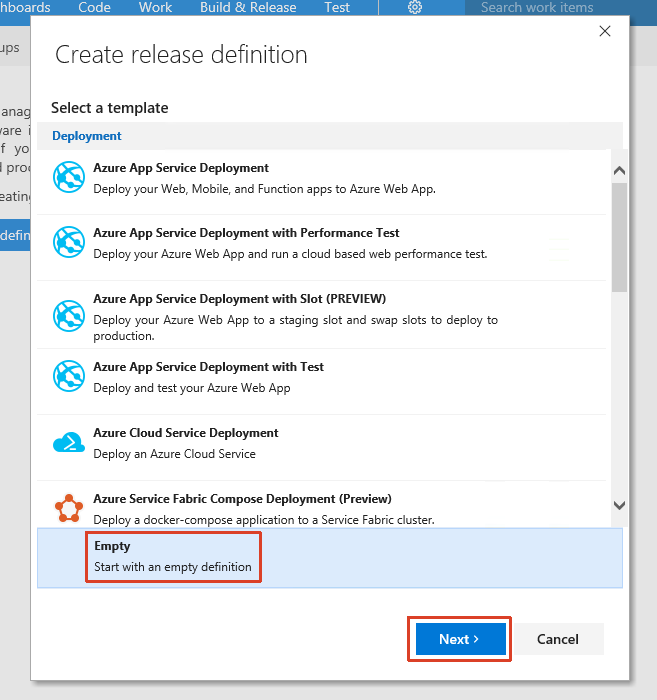 hboards Code Work Build & Release Test Search work items
ups
Create release definition
Select a template
Deployment
Azure App Service Deployment
Deploy your Web, Mobile, and Function apps to Azure Web App.
Azure App Service Deployment with Performance Test
Deploy your Azure Web App and run a cloud based web performance test.
Azure App Service Deployment with Slot (PREVIEW)
Deploy your Azure Web App to a staging slot and swap slots to deploy to
production.
Azure App Service Deployment with Test
Deploy and test your Azure Web App
Azure Cloud Service Deployment
Deploy an Azure Cloud Service
Azure Service Fabric Compose Deployment (Preview)
Deploy a docker-compose application to a Service Fabric cluster.
Empty
Start with an empty definition
Next >
Cancel
anag
ware i
f yo
d proc
eating
defin